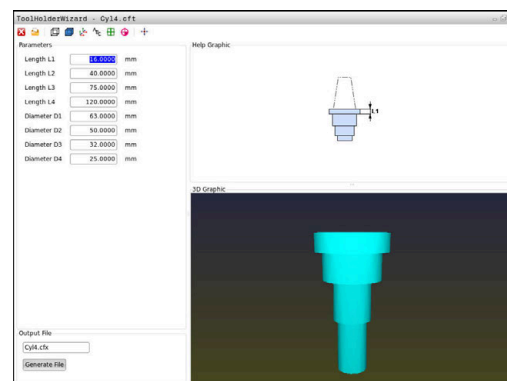 ToolHolderWizard - Cyl4.cft
Parameters
Length L1 16.0000 mm
Length L2 40.0000 mm
Length L3 75.0000 mm
Length L4 120.0000 mm
Diameter D1 63.0000 mm
Diameter D2 50.0000 mm
Diameter D3 32.0000 mm
Diameter D4 25.0000 mm
Output File
Cyl4.cfx
Generate File
Help Graphic
L1
3D Graphic